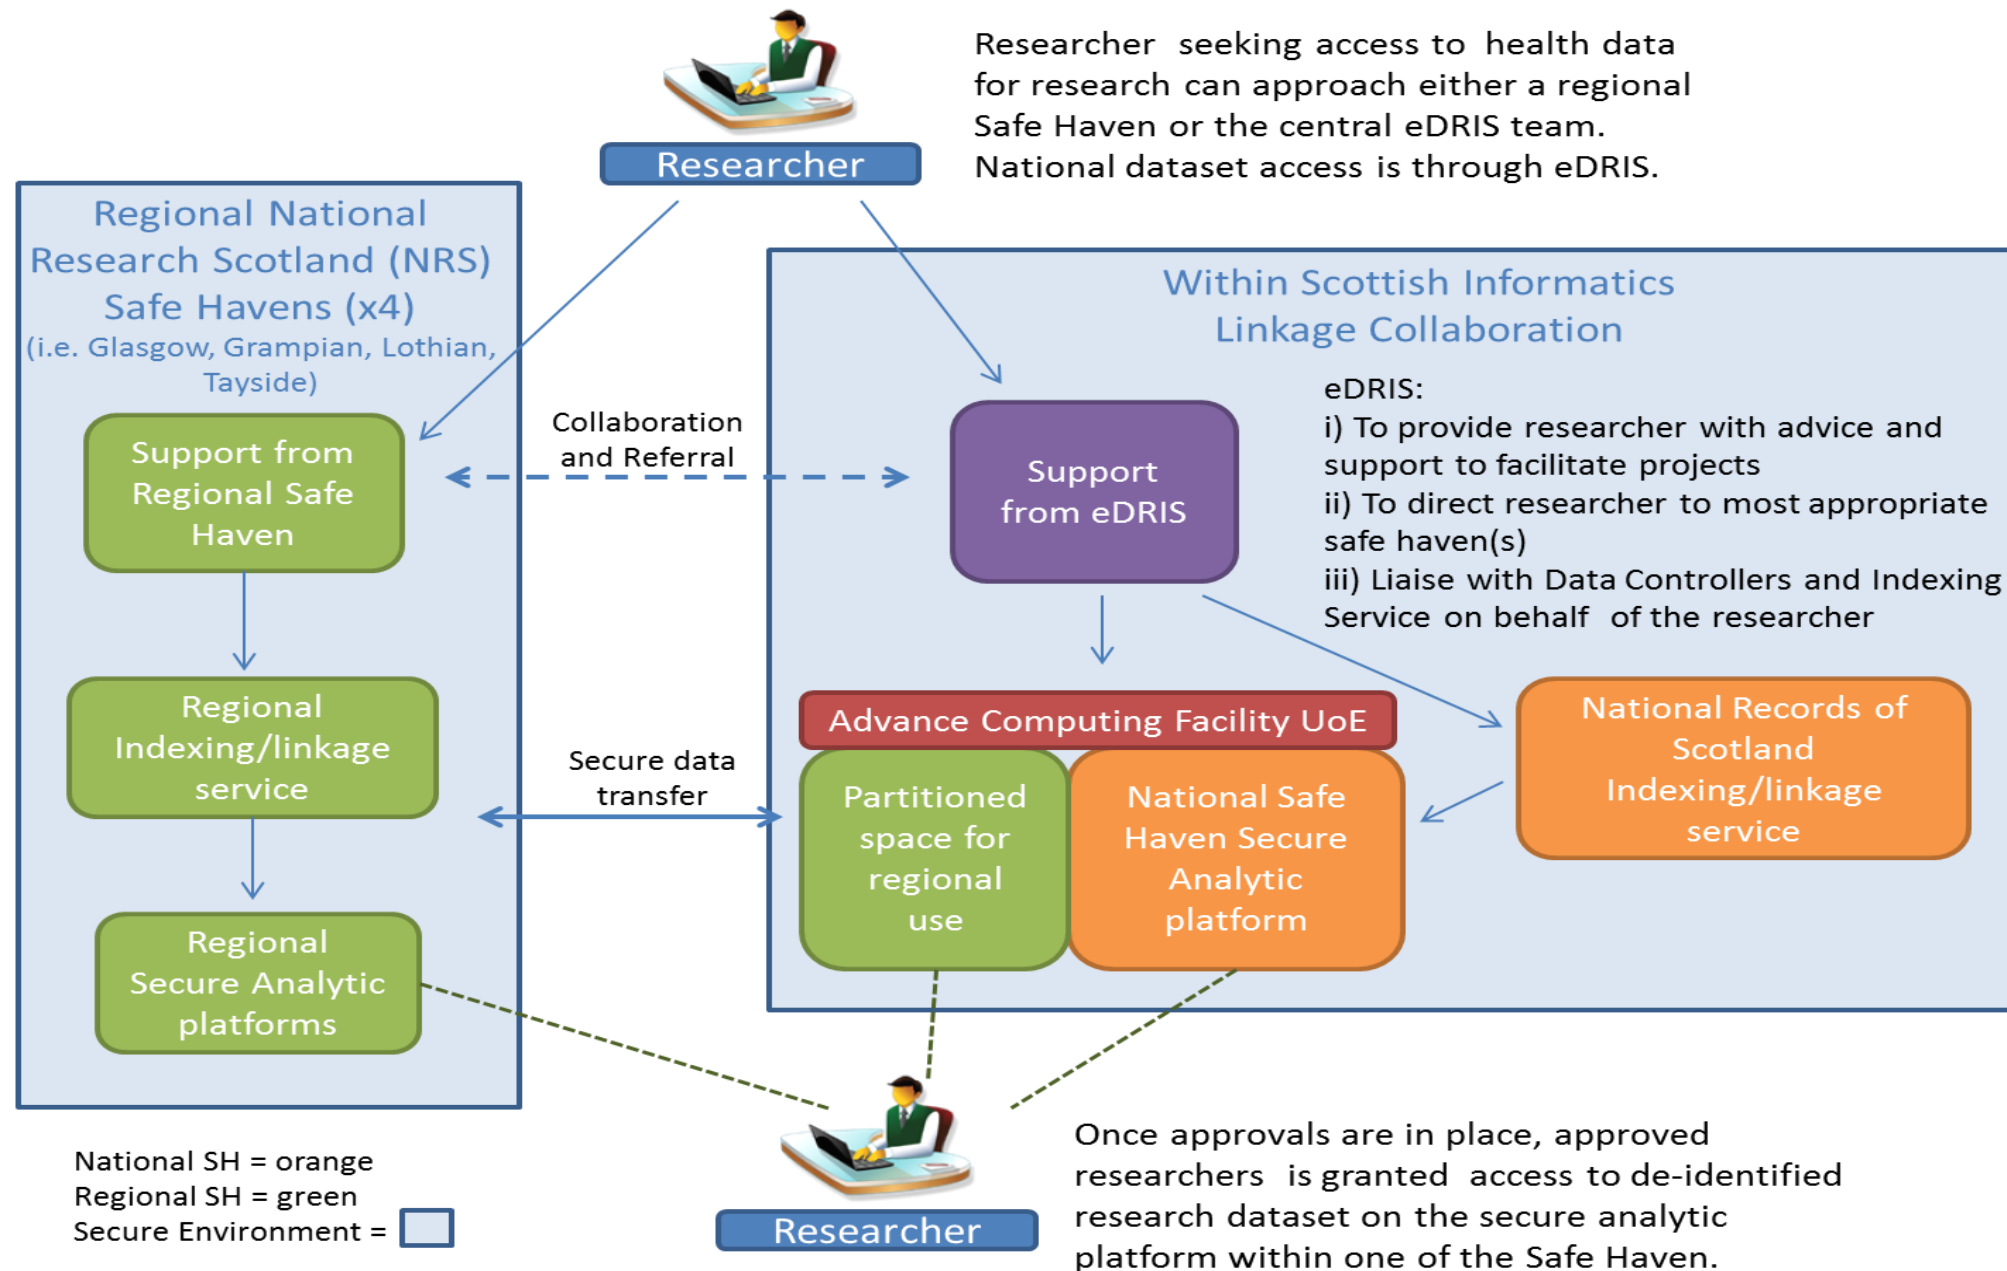 Researcher seeking access to health data
for research can approach either a regional
Safe Haven or the central eDRIS team.
National dataset access is through eDRIS.
Researcher
Regional National
Research Scotland (NRS)
Safe Havens (x4)
(i.e. Glasgow, Grampian, Lothian,
Tayside)
Support from
Regional Safe
Haven
Regional
Indexing/linkage
service
Regional
Secure Analytic
platforms
Collaboration
and Referral
Secure data
transfer
Within Scottish Informatics
Linkage Collaboration
Support
from eDRIS
eDRIS:
i) To provide researcher with advice and
support to facilitate projects
ii) To direct researcher to most appropriate
safe haven(s)
iii) Liaise with Data Controllers and Indexing
Service on behalf of the researcher
Advance Computing Facility UoE
Partitioned
space for
regional
use
National Safe
Haven Secure
Analytic
platform
National Records of
Scotland
Indexing/linkage
service
National SH = orange
Regional SH = green
Secure Environment =
Researcher
Once approvals are in place, approved
researchers is granted access to de-identified
research dataset on the secure analytic
platform within one of the Safe Haven.